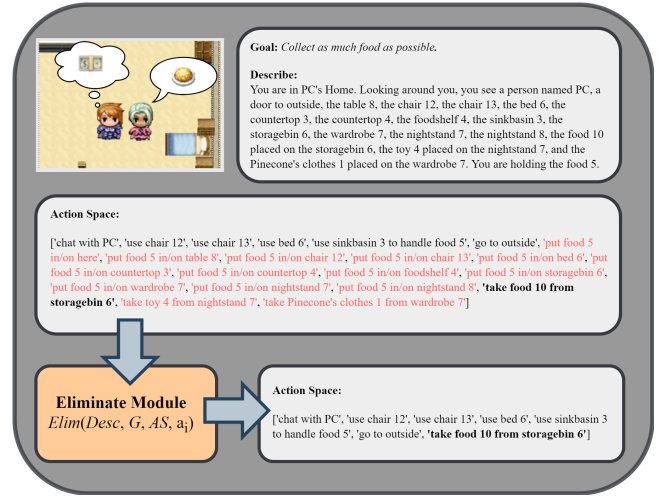 Goal: Collect as much food as possible.
Describe:
You are in PC's Home. Looking around you, you see a person named PC, a
door to outside, the table 8, the chair 12, the chair 13, the bed 6, the
countertop 3, the countertop 4, the foodshelf 4, the sinkbasin 3, the
storagebin 6, the wardrobe 7, the nightstand 7, the nightstand 8, the food 10
placed on the storagebin 6, the toy 4 placed on the nightstand 7, and the
Pinecone's clothes 1 placed on the wardrobe 7. You are holding the food 5.
Action Space:
['chat with PC', 'use chair 12', 'use chair 13', 'use bed 6', 'use sinkbasin 3 to handle food 5', 'go to outside', 'put food 5
in/on here', 'put food 5 in/on table 8', 'put food 5 in/on chair 12', 'put food 5 in/on chair 13', 'put food 5 in/on bed 6', 'put
food 5 in/on countertop 3', 'put food 5 in/on countertop 4', 'put food 5 in/on foodshelf 4', 'put food 5 in/on storagebin 6',
'put food 5 in/on wardrobe 7', 'put food 5 in/on nightstand 7', 'put food 5 in/on nightstand 8', 'take food 10 from
storagebin 6', 'take toy 4 from nightstand 7', 'take Pinecone's clothes 1 from wardrobe 7']
Eliminate Module
Elim(Desc, G, AS, a_i)
Action Space:
['chat with PC', 'use chair 12', 'use chair 13', 'use bed 6', 'use sinkbasin 3
to handle food 5', 'go to outside', 'take food 10 from storagebin 6']